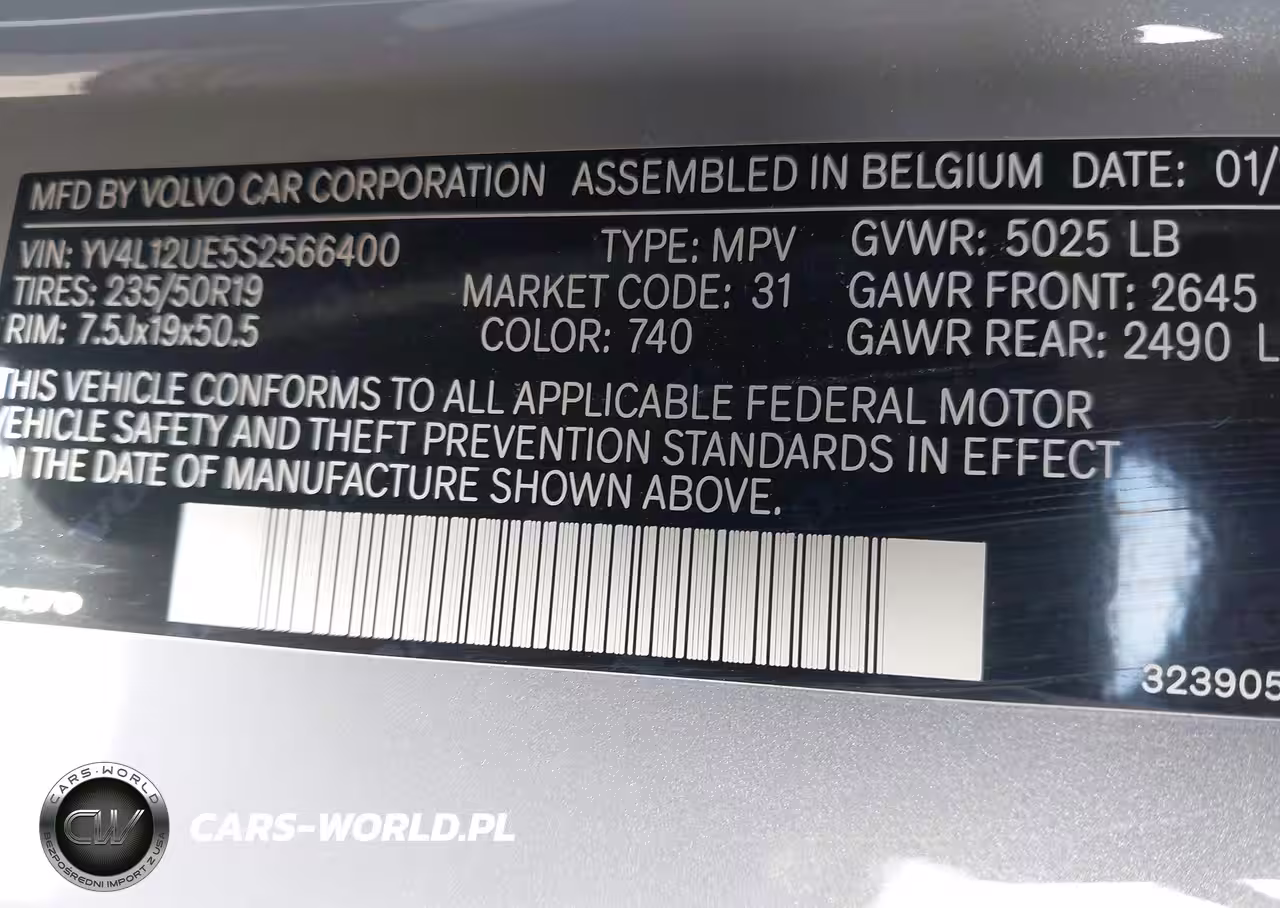 MFD BY VOLVO CAR CORPORATION ASSEMBLED IN BELGIUM DATE: 01/
VIN: YV4L12UE5S2566400 TYPE: MPV GVWR: 5025 LB
TIRES: 235/50R19 MARKET CODE: 31 GAWR FRONT: 2645
RIM: 7.5Jx19x50.5 COLOR: 740 GAWR REAR: 2490 L
THIS VEHICLE CONFORMS TO ALL APPLICABLE FEDERAL MOTOR
VEHICLE SAFETY AND THEFT PREVENTION STANDARDS IN EFFECT
N THE DATE OF MANUFACTURE SHOWN ABOVE.
323905
CARS-WORLD
CW
BEZPOŚREDNI IMPORT Z USA
CARS-WORLD.PL